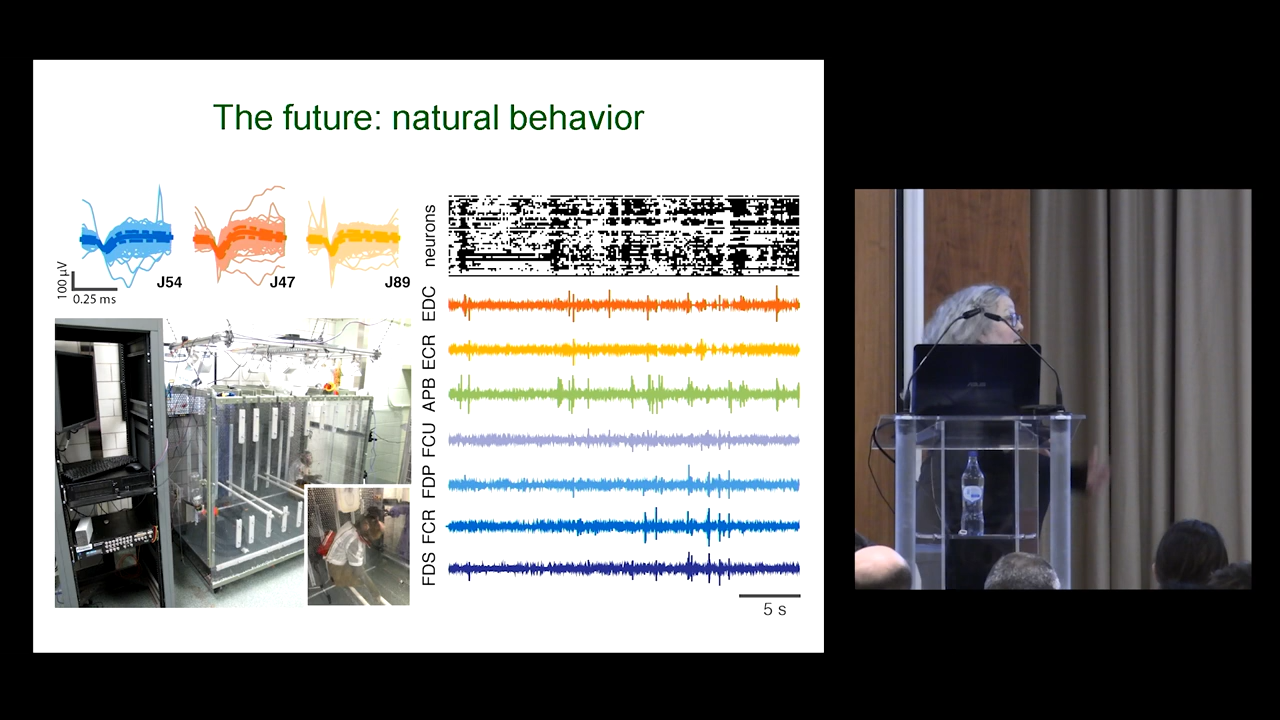 The future: natural behavior
100 µV
0.25 ms
J54
J47
J89
neurons
EDC
ECR
APB
FCU
FDP
FCR
FDS
5 s
ASUS